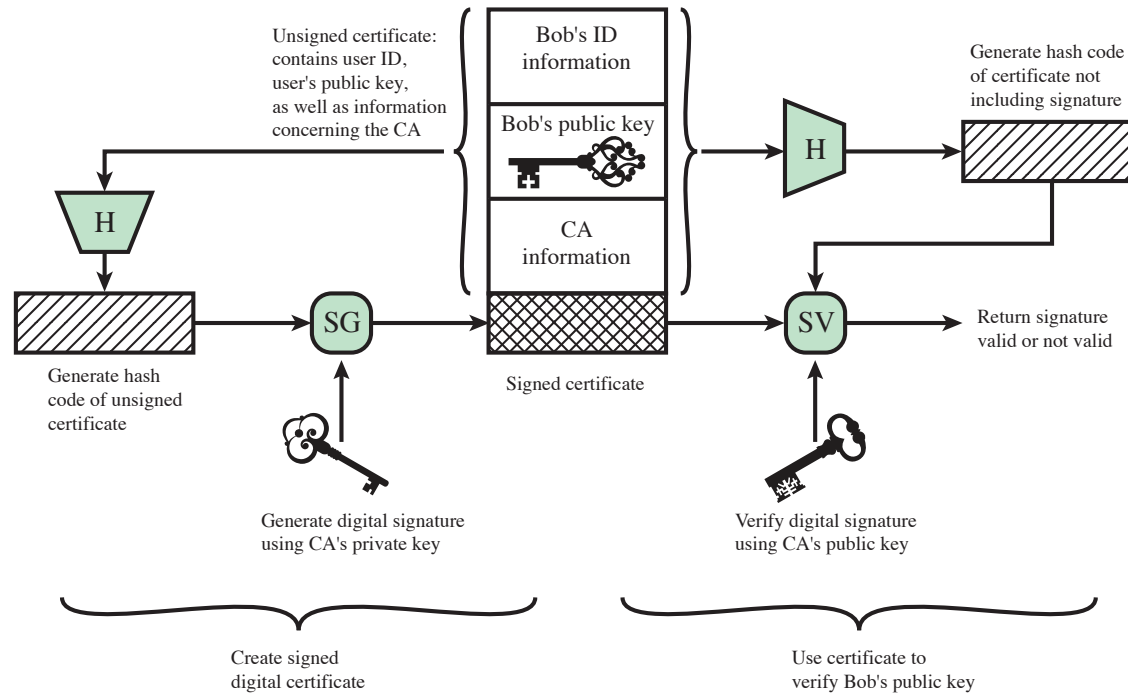 Unsigned certificate:
contains user ID,
user's public key,
as well as information
concerning the CA
Bob's ID
information
Bob's public key
CA
information
Generate hash code
of certificate not
including signature
H
H
SG
SV
Return signature
valid or not valid
Generate hash
code of unsigned
certificate
Signed certificate
Generate digital signature
using CA's private key
Verify digital signature
using CA's public key
Create signed
digital certificate
Use certificate to
verify Bob's public key